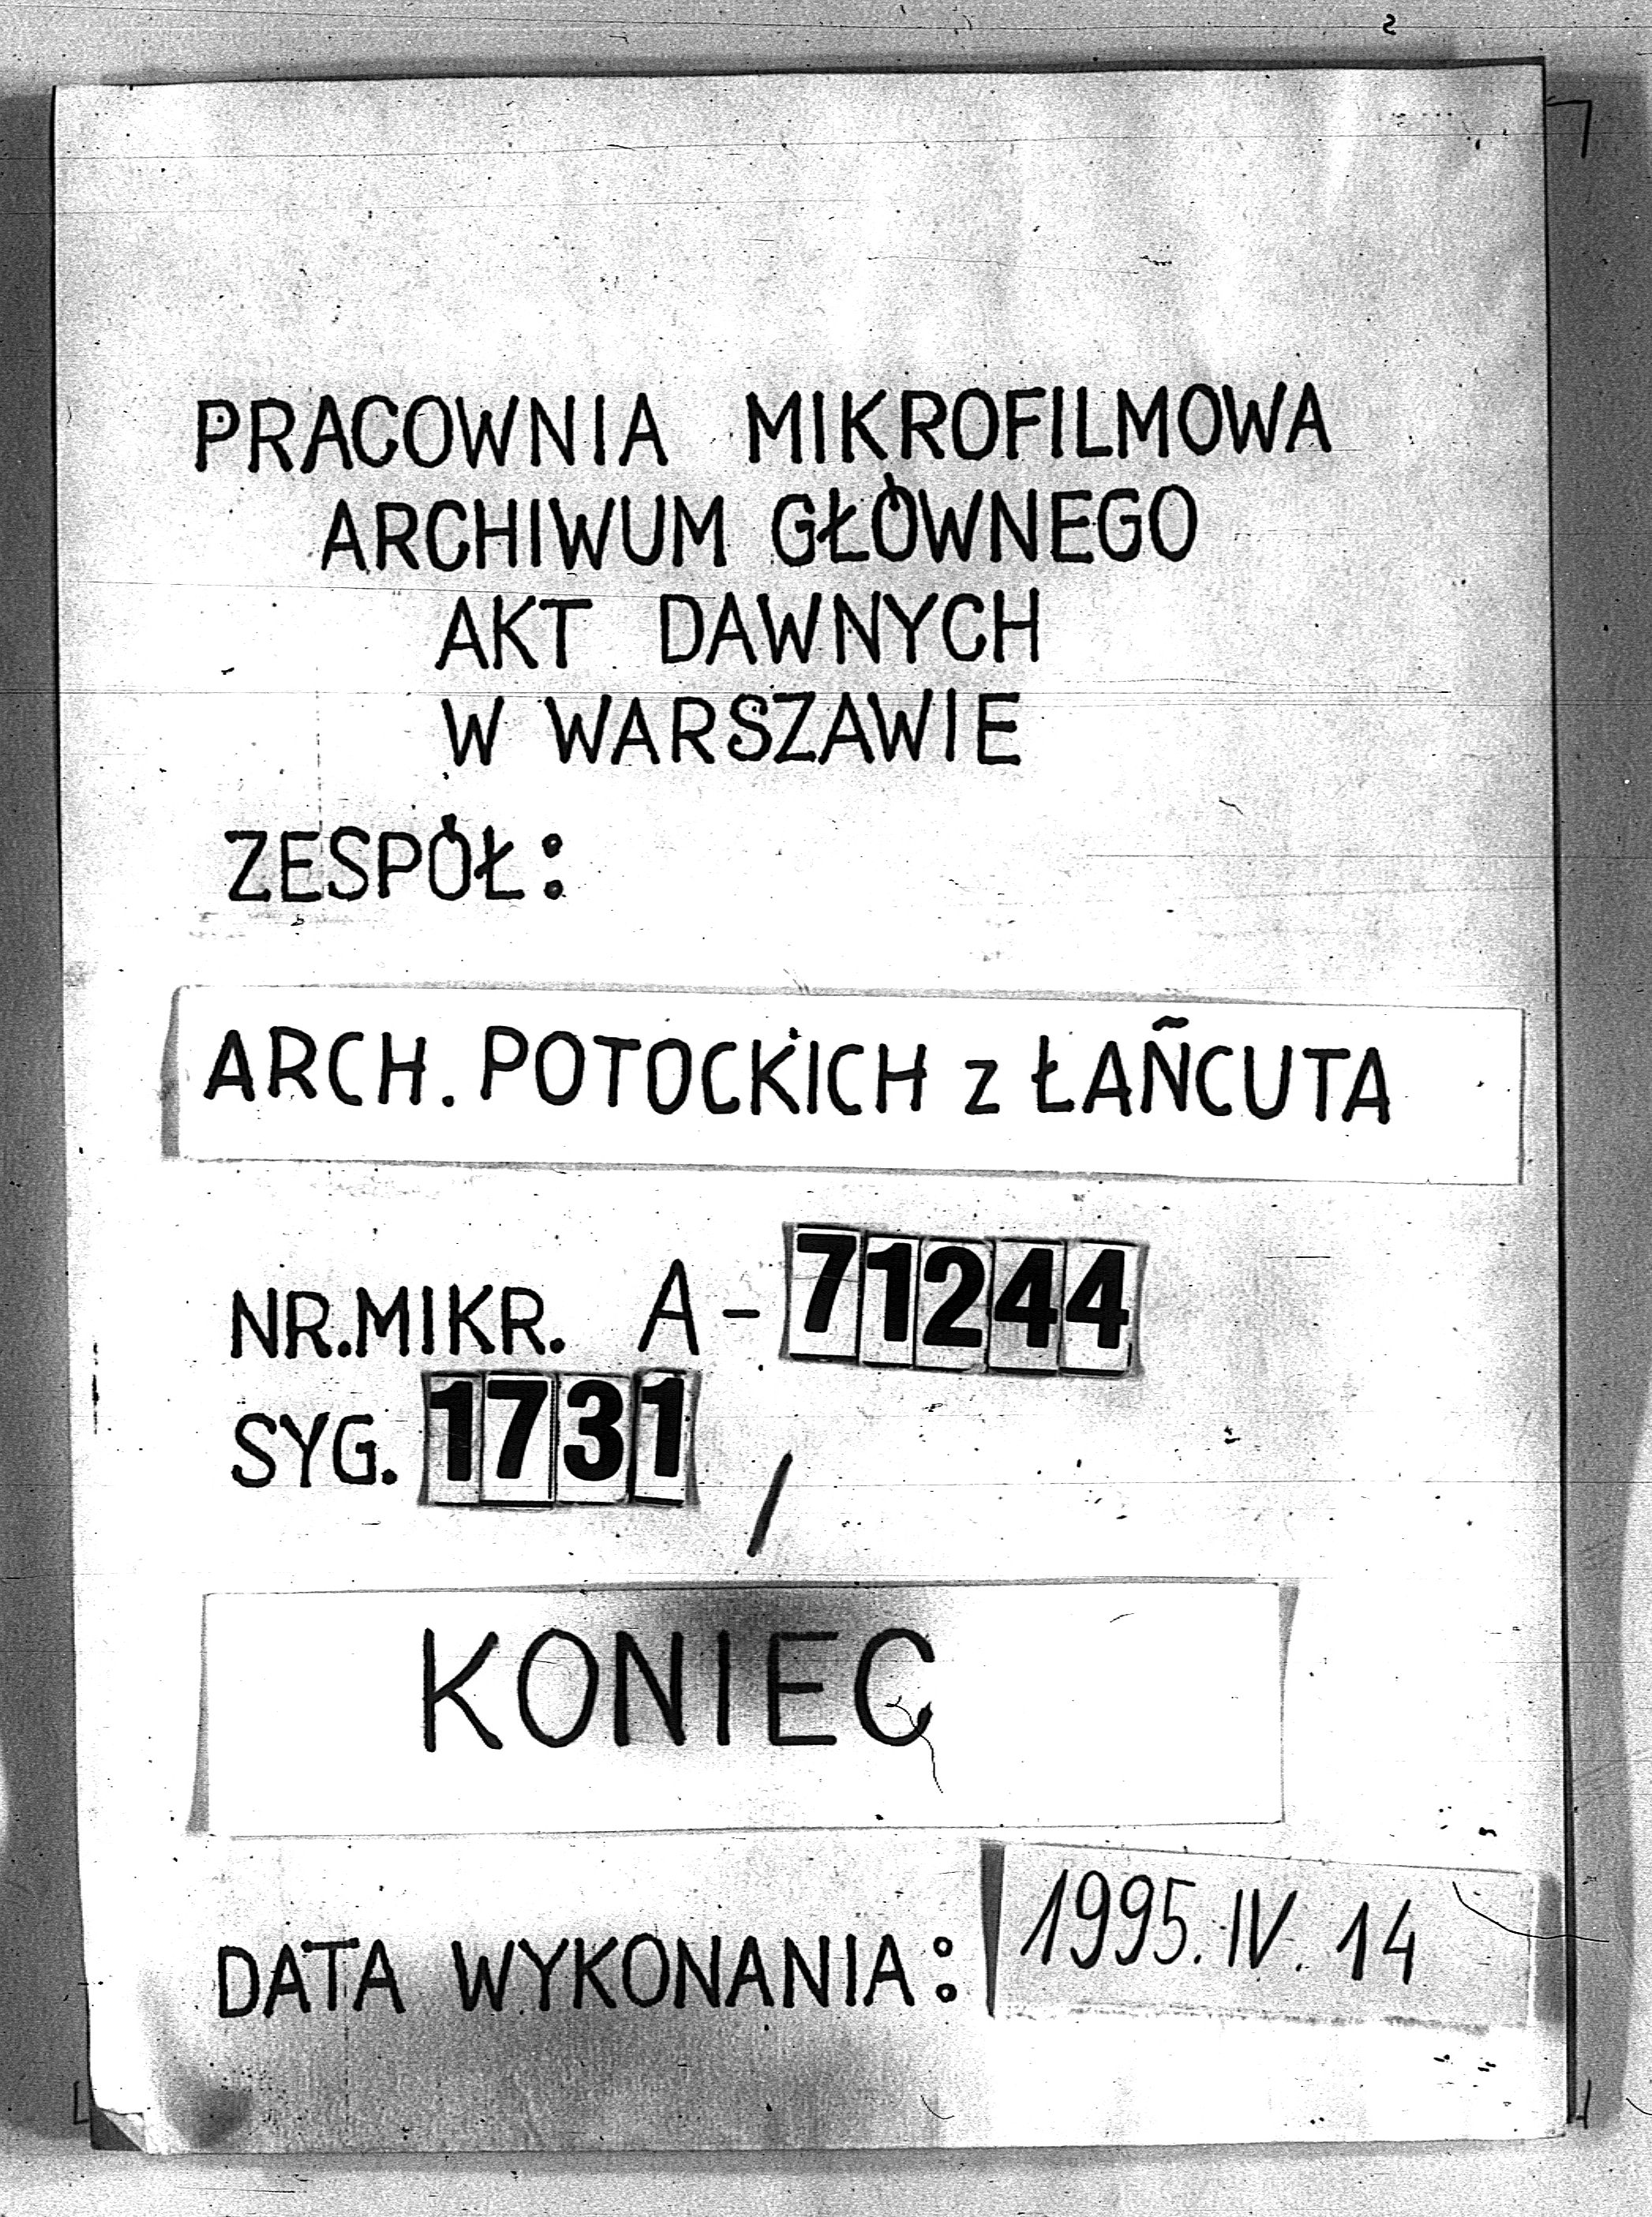 PRACOWNIA MIKROFILMOWA
ARCHIWUM GŁÓWNEGO
AKT DAWNYCH
W WARSZAWIE
ZESPÓŁ:
ARCH. POTOCKICH z ŁAŃCUTA
NR.MIKR. A-71244
SYG. 1731 /
KONIEC
DATA WYKONANIA: 1995.IV.14